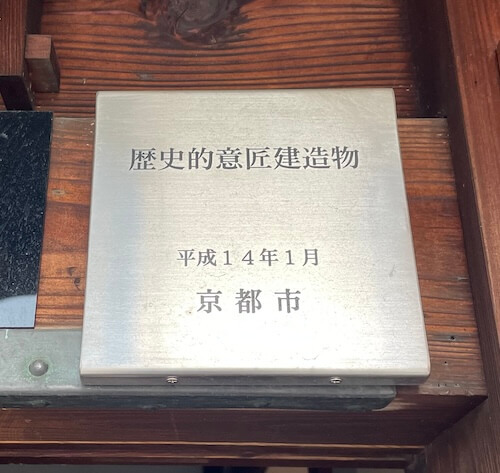 歴史的意匠建造物
平成１４年１月
京都市